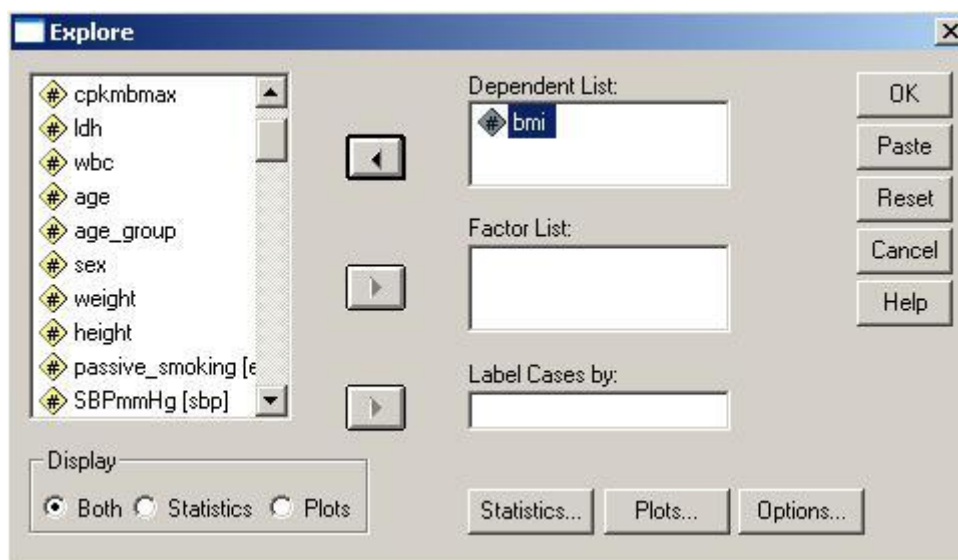 Explore
cpkmbmax
ldh
wbc
age
age_group
sex
weight
height
passive_smoking [e
SBPmmHg [sbp]
Dependent List:
bmi
Factor List:
Label Cases by:
OK
Paste
Reset
Cancel
Help
Display
Both Statistics Plots
Statistics... Plots... Options...